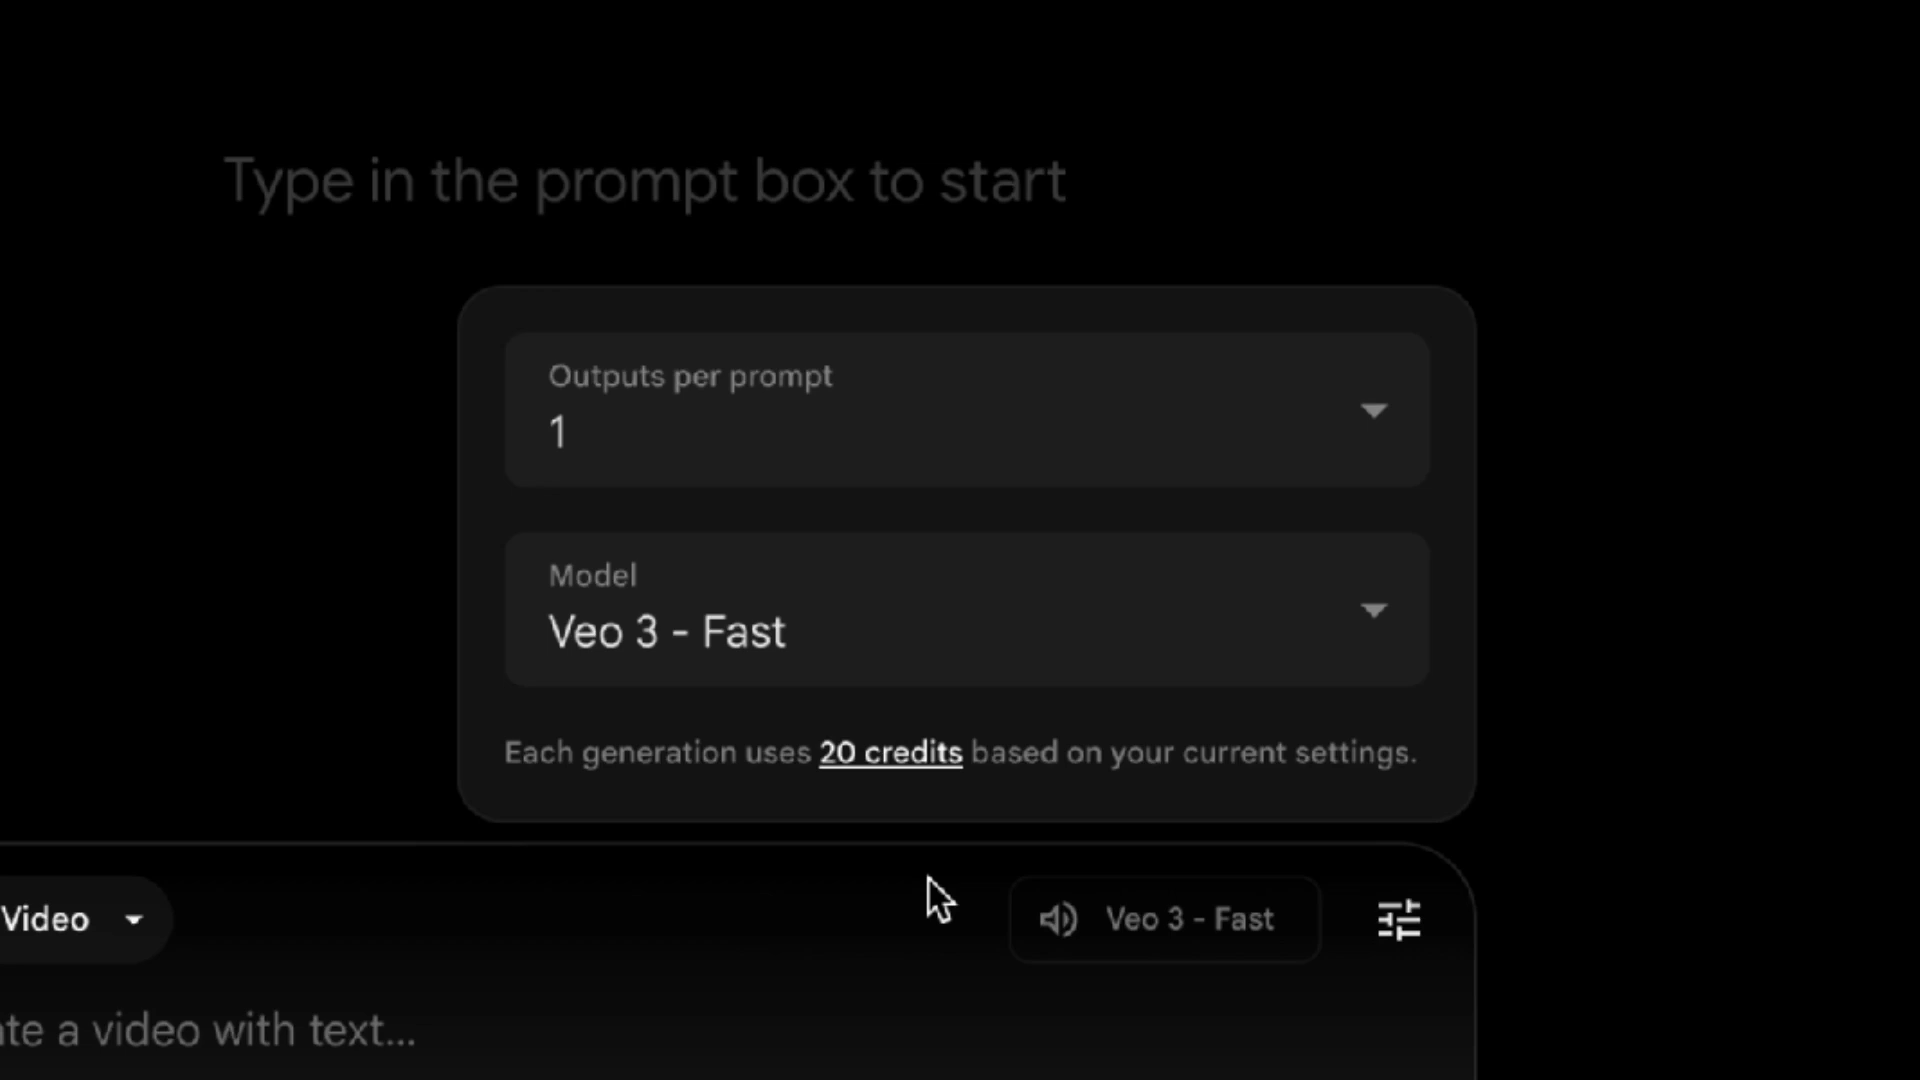 Type in the prompt box to start
Outputs per prompt
1
Model
Veo 3 - Fast
Each generation uses 20 credits based on your current settings.
Video
Veo 3 - Fast
a video with text...